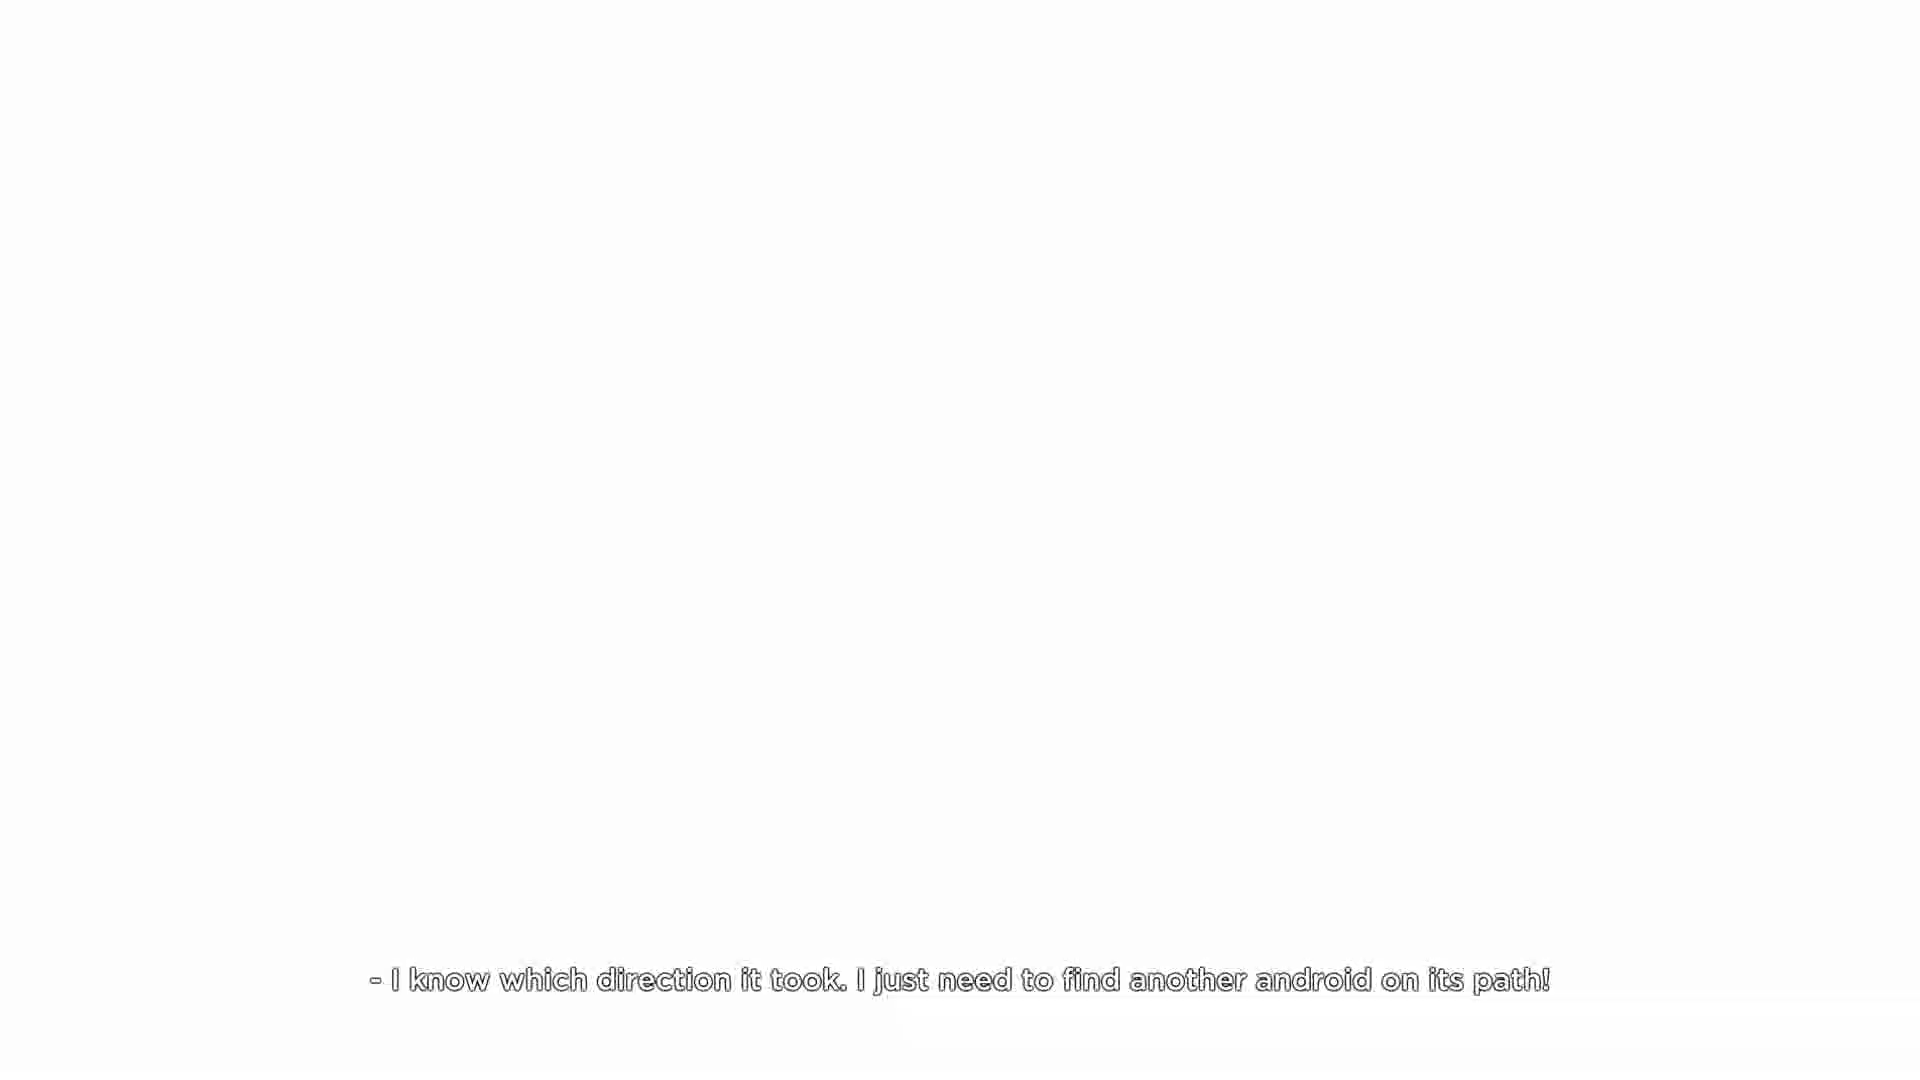 - I know which direction it took. I just need to find another android on its path!